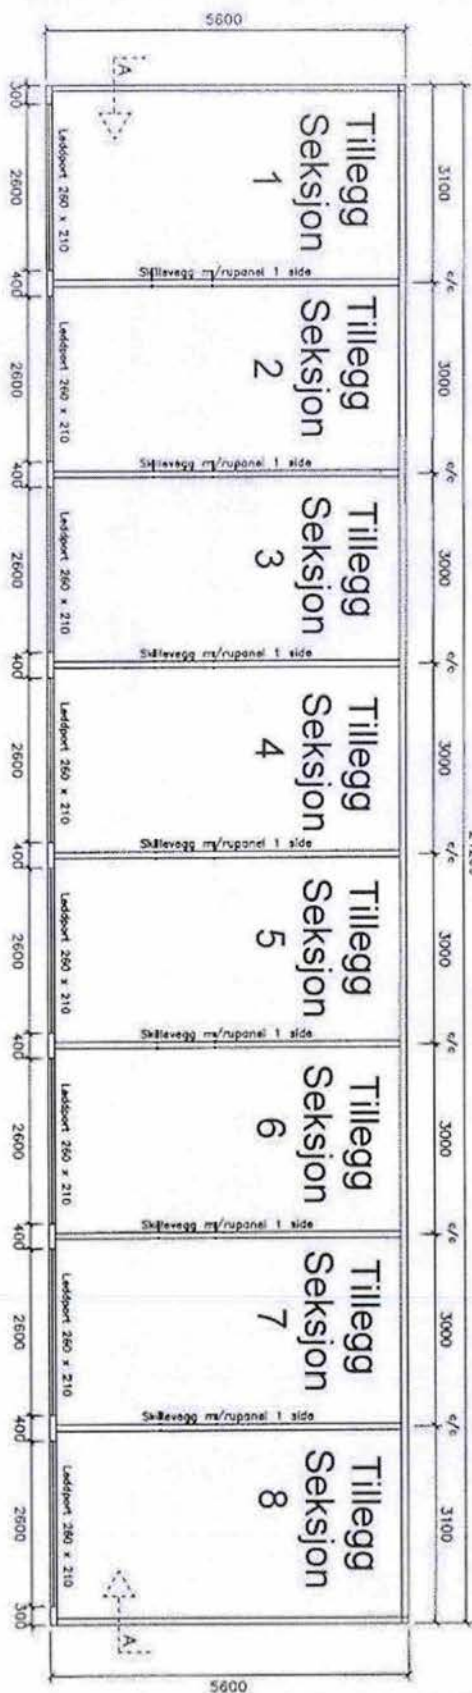 5600
A
A
300
2600
400
2600
400
2600
400
2600
400
2600
400
2600
400
2600
400
2600
300
Leddport 260 x 210
Leddport 260 x 210
Leddport 260 x 210
Leddport 260 x 210
Leddport 260 x 210
Leddport 260 x 210
Leddport 260 x 210
Leddport 260 x 210
Tillegg
Seksjon
1
Skillevegg m/rupanel 1 side
Tillegg
Seksjon
2
Skillevegg m/rupanel 1 side
Tillegg
Seksjon
3
Skillevegg m/rupanel 1 side
Tillegg
Seksjon
4
Skillevegg m/rupanel 1 side
Tillegg
Seksjon
5
Skillevegg m/rupanel 1 side
Tillegg
Seksjon
6
Skillevegg m/rupanel 1 side
Tillegg
Seksjon
7
Skillevegg m/rupanel 1 side
Tillegg
Seksjon
8
3100
c/c
3000
c/c
3000
c/c
3000
c/c
3000
c/c
3000
c/c
3000
c/c
3100
5600